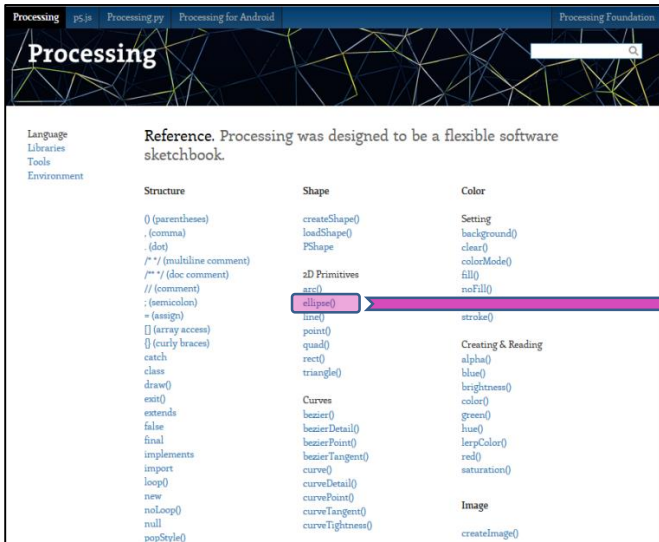 Processing p5.js Processing.py Processing for Android Processing Foundation
Processing
Language
Libraries
Tools
Environment
Reference. Processing was designed to be a flexible software
sketchbook.
Structure
() (parentheses)
, (comma)
. (dot)
/* */ (multiline comment)
/** */ (doc comment)
// (comment)
; (semicolon)
= (assign)
[] (array access)
{} (curly braces)
catch
class
draw()
exit()
extends
false
final
implements
import
loop()
new
noLoop()
null
popStyle()
Shape
createShape()
loadShape()
PShape
2D Primitives
arc()
ellipse()
line()
point()
quad()
rect()
triangle()
Curves
bezier()
bezierDetail()
bezierPoint()
bezierTangent()
curve()
curveDetail()
curvePoint()
curveTangent()
curveTightness()
Color
Setting
background()
clear()
colorMode()
fill()
noFill()
stroke()
Creating & Reading
alpha()
blue()
brightness()
color()
green()
hue()
lerpColor()
red()
saturation()
Image
createImage()